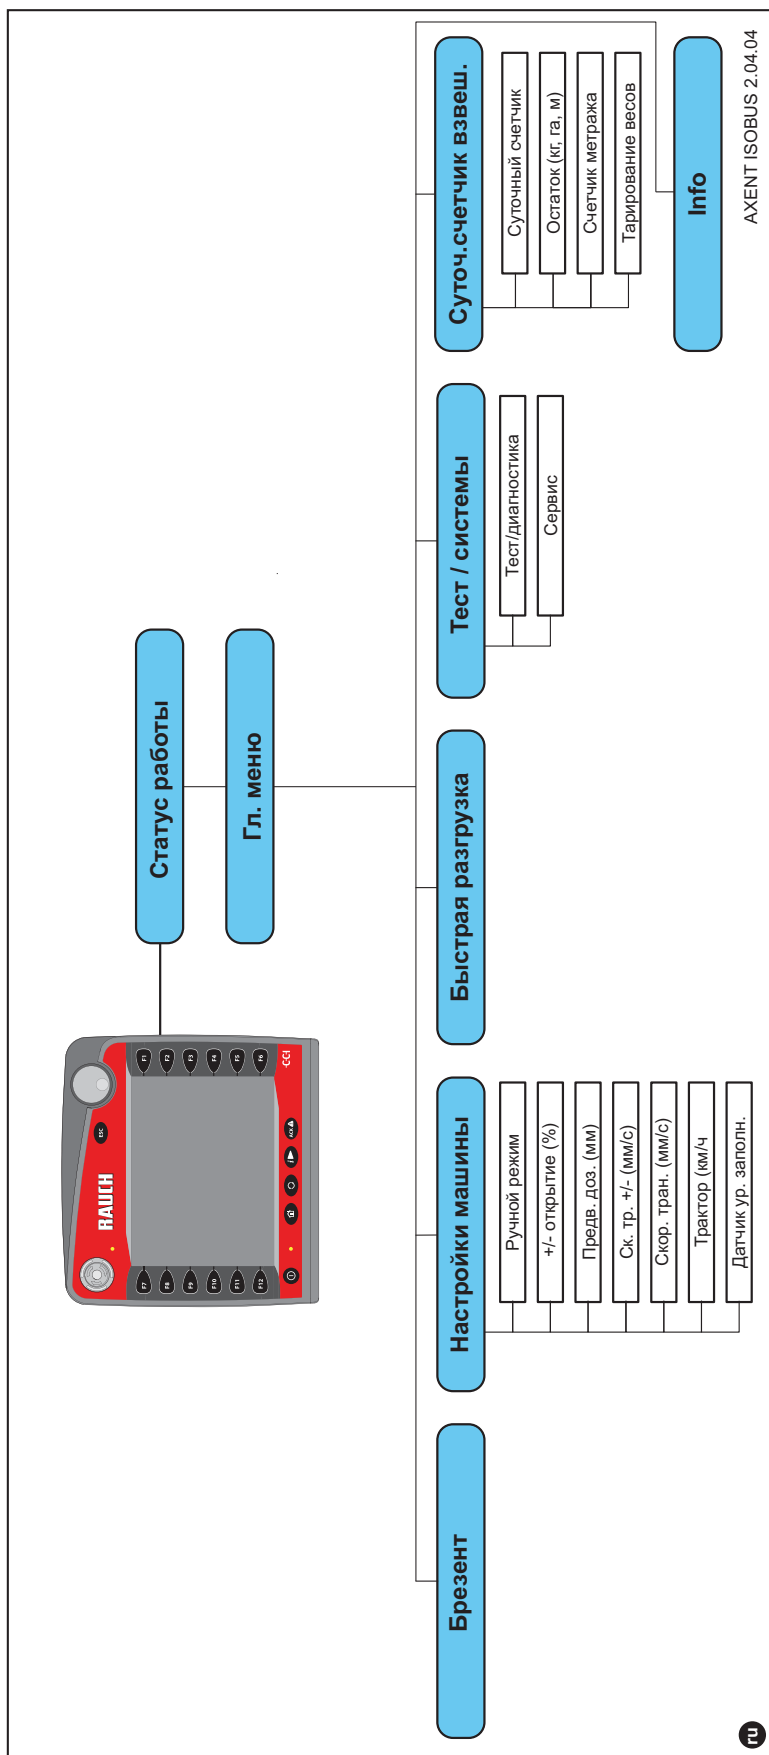 RAUCH
ESC
F7
F8
F9
F10
F11
F12
F1
F2
F3
F4
F5
F6
i
ACK
CCI
Статус работы
Гл. меню
Брезент
Настройки машины
Ручной режим
+/- открытие (%)
Предв. доз. (мм)
Ск. тр. +/- (мм/с)
Скор. тран. (мм/с)
Трактор (км/ч
Датчик ур. заполн.
Быстрая разгрузка
Тест / системы
Тест/диагностика
Сервис
Суточ.счетчик взвеш.
Суточный счетчик
Остаток (кг, га, м)
Счетчик метража
Тарирование весов
Info
ru
AXENT ISOBUS 2.04.04